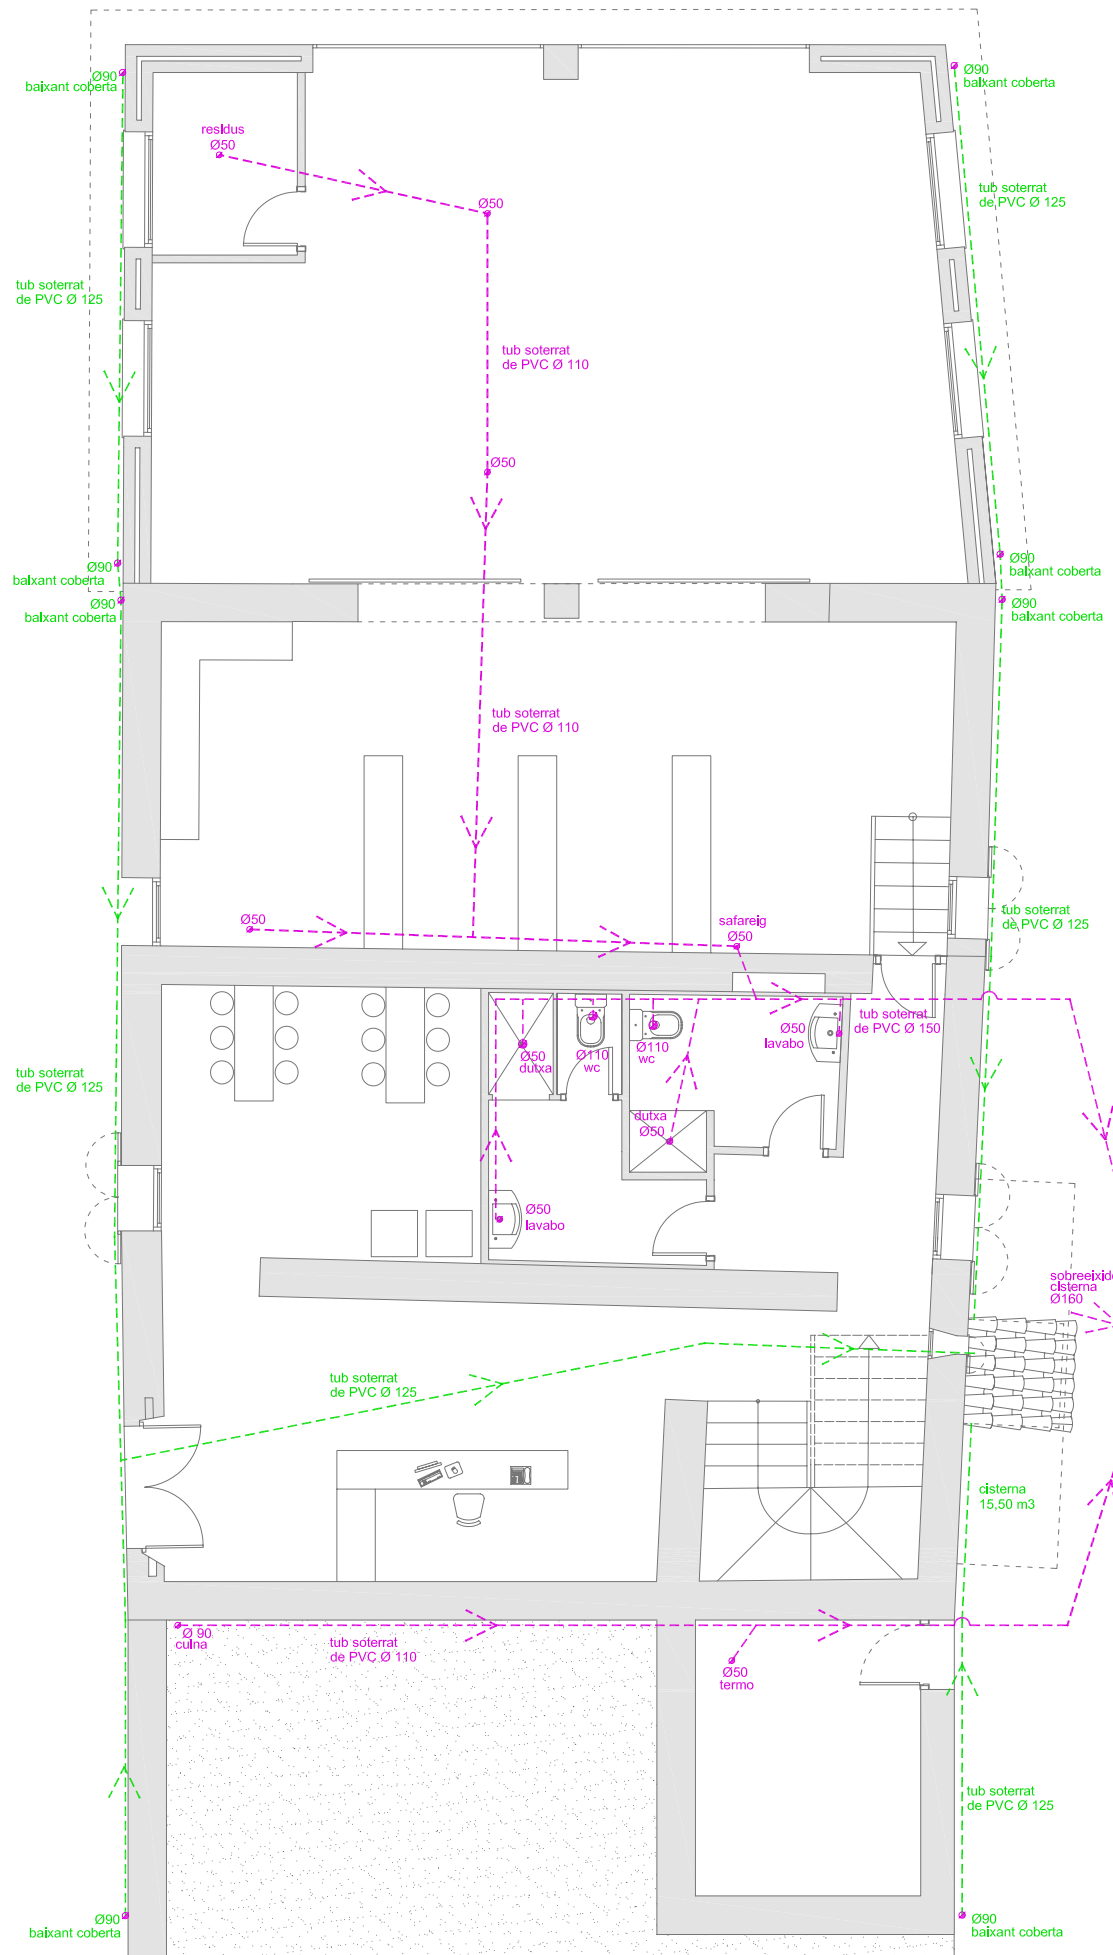 Ø90
baixant coberta
Ø90
baixant coberta
residus
Ø50
Ø50
tub soterrat
de PVC Ø 125
tub soterrat
de PVC Ø 125
tub soterrat
de PVC Ø 110
Ø50
Ø90
baixant coberta
Ø90
baixant coberta
Ø90
baixant coberta
Ø90
baixant coberta
tub soterrat
de PVC Ø 110
Ø50
safareig
Ø50
tub soterrat
de PVC Ø 125
tub soterrat
de PVC Ø 150
Ø50
lavabo
Ø50
dutxa
Ø110
wc
Ø110
wc
tub soterrat
de PVC Ø 125
dutxa
Ø50
Ø50
lavabo
sobreeixido
cisterna
Ø160
tub soterrat
de PVC Ø 125
cisterna
15,50 m3
Ø 90
cuina
tub soterrat
de PVC Ø 110
Ø50
termo
tub soterrat
de PVC Ø 125
Ø90
baixant coberta
Ø90
baixant coberta